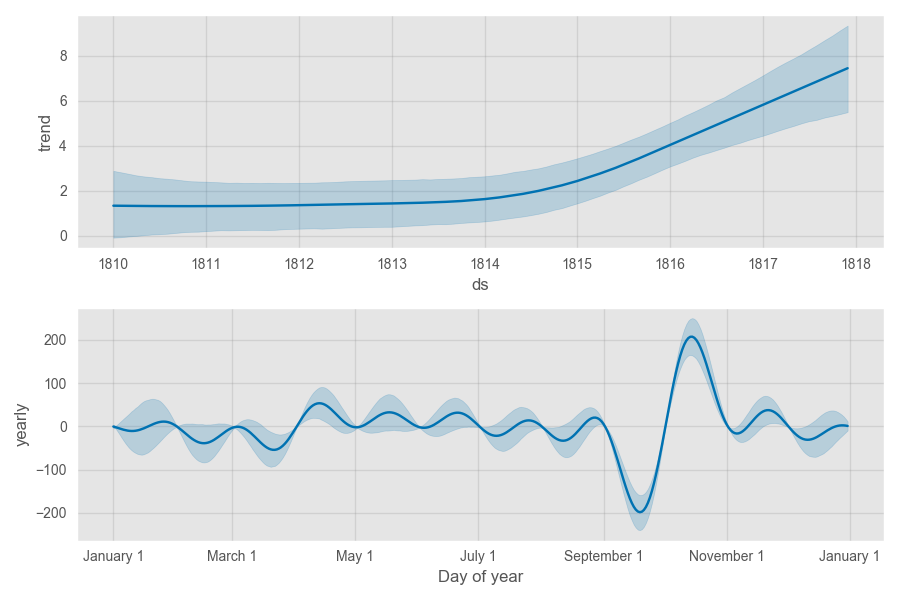 8
6
4
2
0
trend
1810 1811 1812 1813 1814 1815 1816 1817 1818
ds
200
100
0
−100
−200
yearly
January 1 March 1 May 1 July 1 September 1 November 1 January 1
Day of year